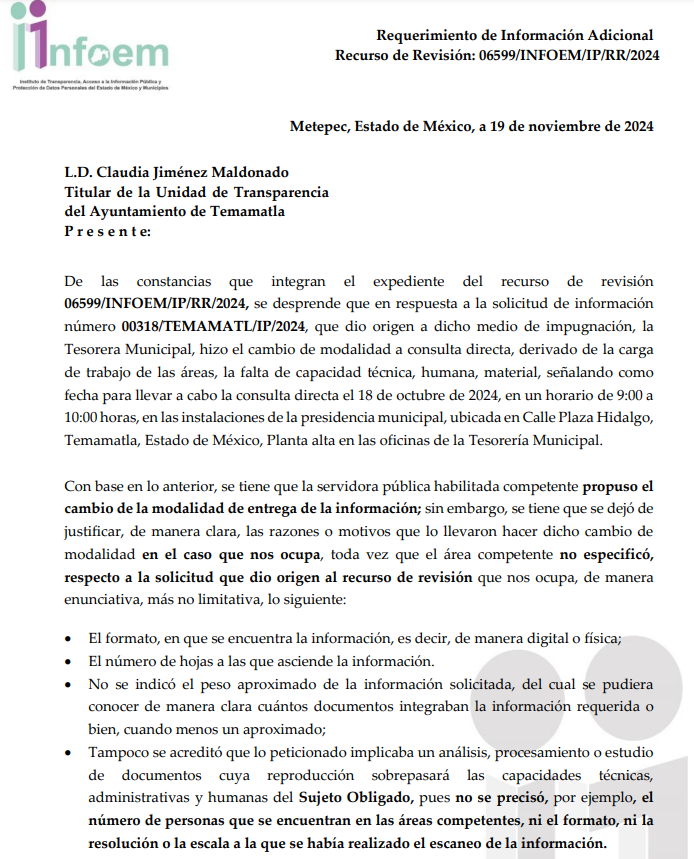 infoem
Instituto de Transparencia, Acceso a la Información Pública y
Protección de Datos Personales del Estado de México y Municipios
Requerimiento de Información Adicional
Recurso de Revisión: 06599/INFOEM/IP/RR/2024
Metepec, Estado de México, a 19 de noviembre de 2024
L.D. Claudia Jiménez Maldonado
Titular de la Unidad de Transparencia
del Ayuntamiento de Temamatla
P r e s e n t e:
De las constancias que integran el expediente del recurso de revisión
06599/INFOEM/IP/RR/2024, se desprende que en respuesta a la solicitud de información
número 00318/TEMAMATL/IP/2024, que dio origen a dicho medio de impugnación, la
Tesorera Municipal, hizo el cambio de modalidad a consulta directa, derivado de la carga
de trabajo de las áreas, la falta de capacidad técnica, humana, material, señalando como
fecha para llevar a cabo la consulta directa el 18 de octubre de 2024, en un horario de 9:00 a
10:00 horas, en las instalaciones de la presidencia municipal, ubicada en Calle Plaza Hidalgo,
Temamatla, Estado de México, Planta alta en las oficinas de la Tesorería Municipal.
Con base en lo anterior, se tiene que la servidora pública habilitada competente propuso el
cambio de la modalidad de entrega de la información; sin embargo, se tiene que se dejó de
justificar, de manera clara, las razones o motivos que lo llevaron hacer dicho cambio de
modalidad en el caso que nos ocupa, toda vez que el área competente no especificó,
respecto a la solicitud que dio origen al recurso de revisión que nos ocupa, de manera
enunciativa, más no limitativa, lo siguiente:
• El formato, en que se encuentra la información, es decir, de manera digital o física;
• El número de hojas a las que asciende la información.
• No se indicó el peso aproximado de la información solicitada, del cual se pudiera
conocer de manera clara cuántos documentos integraban la información requerida o
bien, cuando menos un aproximado;
• Tampoco se acreditó que lo peticionado implicaba un análisis, procesamiento o estudio
de documentos cuya reproducción sobrepasará las capacidades técnicas,
administrativas y humanas del Sujeto Obligado, pues no se precisó, por ejemplo, el
número de personas que se encuentran en las áreas competentes, ni el formato, ni la
resolución o la escala a la que se había realizado el escaneo de la información.